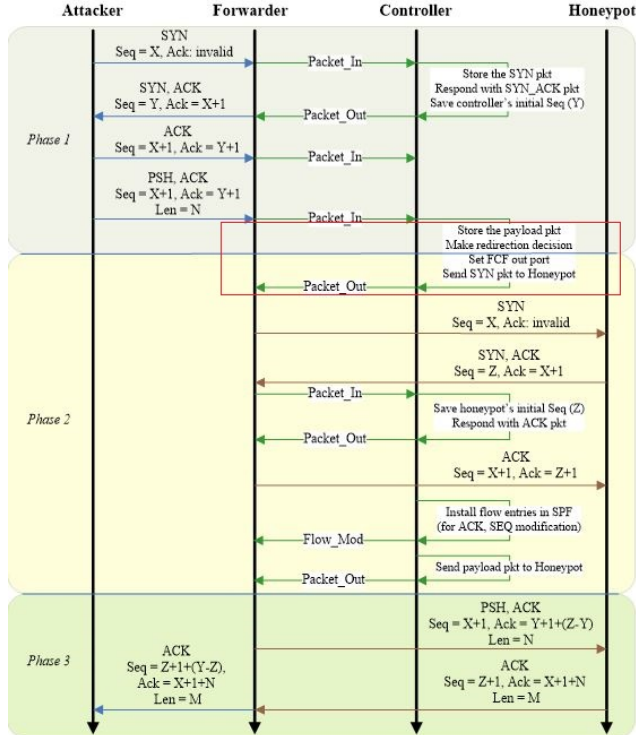 Attacker
Forwarder
Controller
Honeypot
SYN
Seq = X, Ack: invalid
Packet_In
Store the SYN pkt
Respond with SYN_ACK pkt
Save controller's initial Seq (Y)
SYN, ACK
Seq = Y, Ack = X+1
Packet_Out
Phase 1
ACK
Seq = X+1, Ack = Y+1
Packet_In
PSH, ACK
Seq = X+1, Ack = Y+1
Len = N
Packet_In
Store the payload pkt
Make redirection decision
Set FCF out port
Send SYN pkt to Honeypot
Packet_Out
SYN
Seq = X, Ack: invalid
SYN, ACK
Seq = Z, Ack = X+1
Packet_In
Phase 2
Save honeypot's initial Seq (Z)
Respond with ACK pkt
Packet_Out
ACK
Seq = X+1, Ack = Z+1
Install flow entries in SPF
(for ACK, SEQ modification)
Flow_Mod
Send payload pkt to Honeypot
Packet_Out
PSH, ACK
Seq = X+1, Ack = Y+1+(Z-Y)
Len = N
Phase 3
ACK
Seq = Z+1+(Y-Z),
Ack = X+1+N
Len = M
ACK
Seq = Z+1, Ack = X+1+N
Len = M